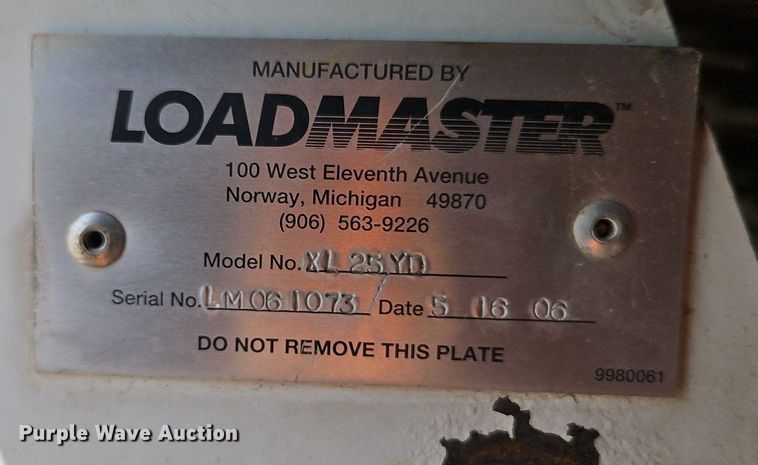 MANUFACTURED BY
LOADMASTER™
100 West Eleventh Avenue
Norway, Michigan 49870
(906) 563-9226
Model No. XL 25YD
Serial No. LM061073 Date 5 16 06
DO NOT REMOVE THIS PLATE
9980061
Purple Wave Auction